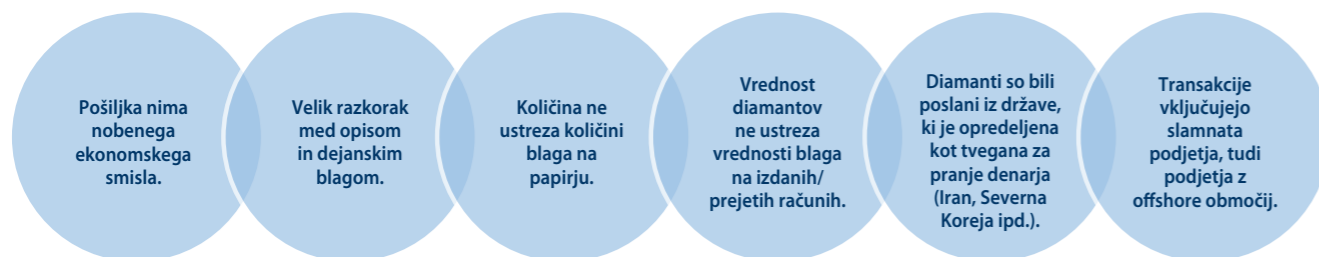 Pošiljka nima
nobenega
ekonomskega
smisla.
Velik razkorak
med opisom
in dejanskim
blagom.
Količina ne
ustreza količini
blaga na
papirju.
Vrednost
diamantov
ne ustreza
vrednosti blaga
na izdanih/
prejetih računih.
Diamanti so bili
poslani iz države,
ki je opredeljena
kot tvegana za
pranje denarja
(Iran, Severna
Koreja ipd.).
Transakcije
vključujejo
slamnata
podjetja, tudi
podjetja z
offshore območij.